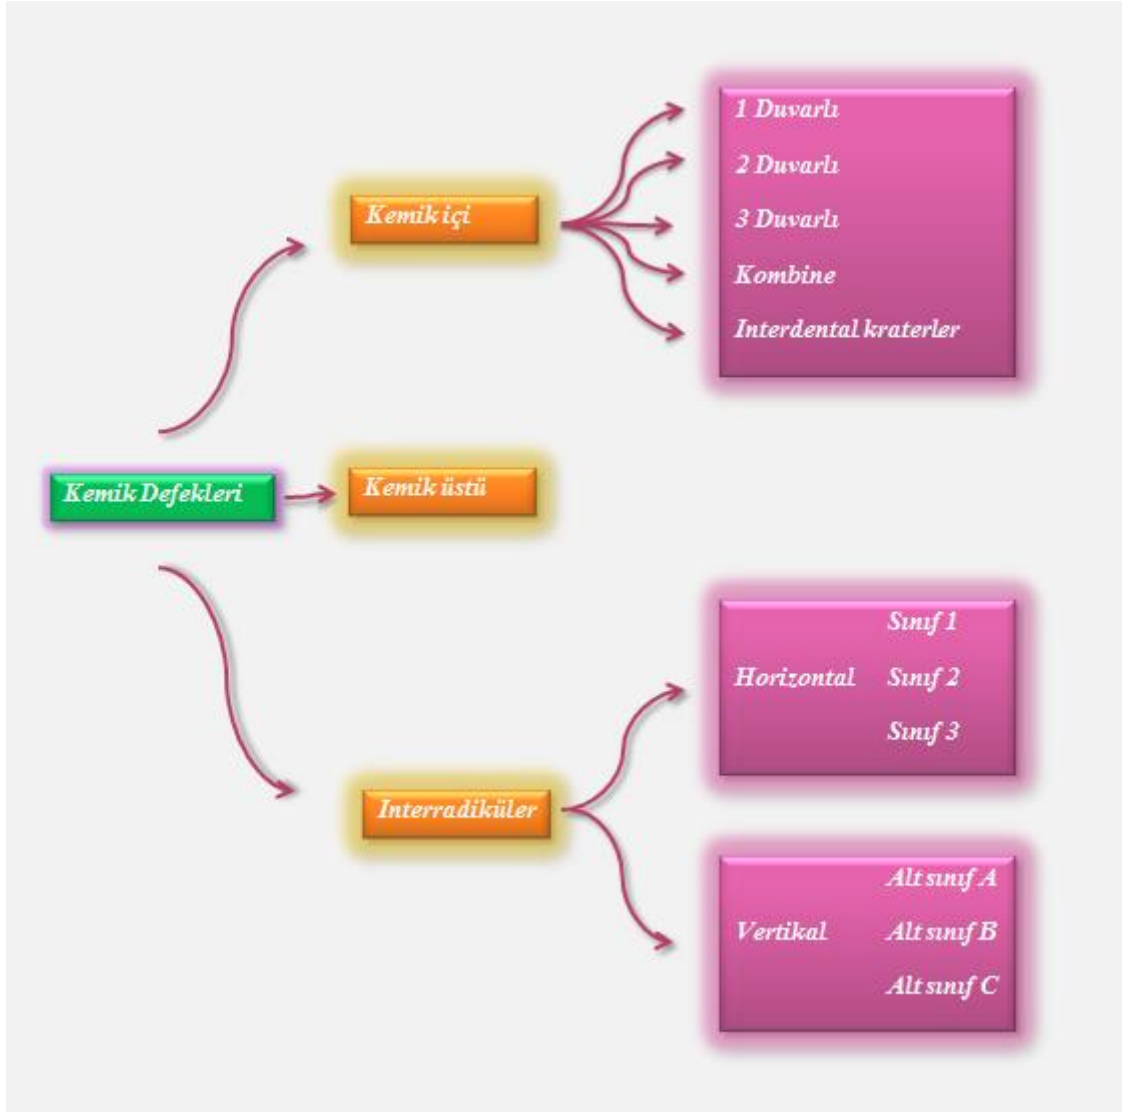 1 Duvarlı
2 Duvarlı
Kemik içi
3 Duvarlı
Kombine
Interdental kraterler
Kemik Defekleri
Kemik üstü
Sınıf 1
Horizontal Sınıf 2
Sınıf 3
Interradiküler
Alt sınıf A
Vertikal Alt sınıf B
Alt sınıf C